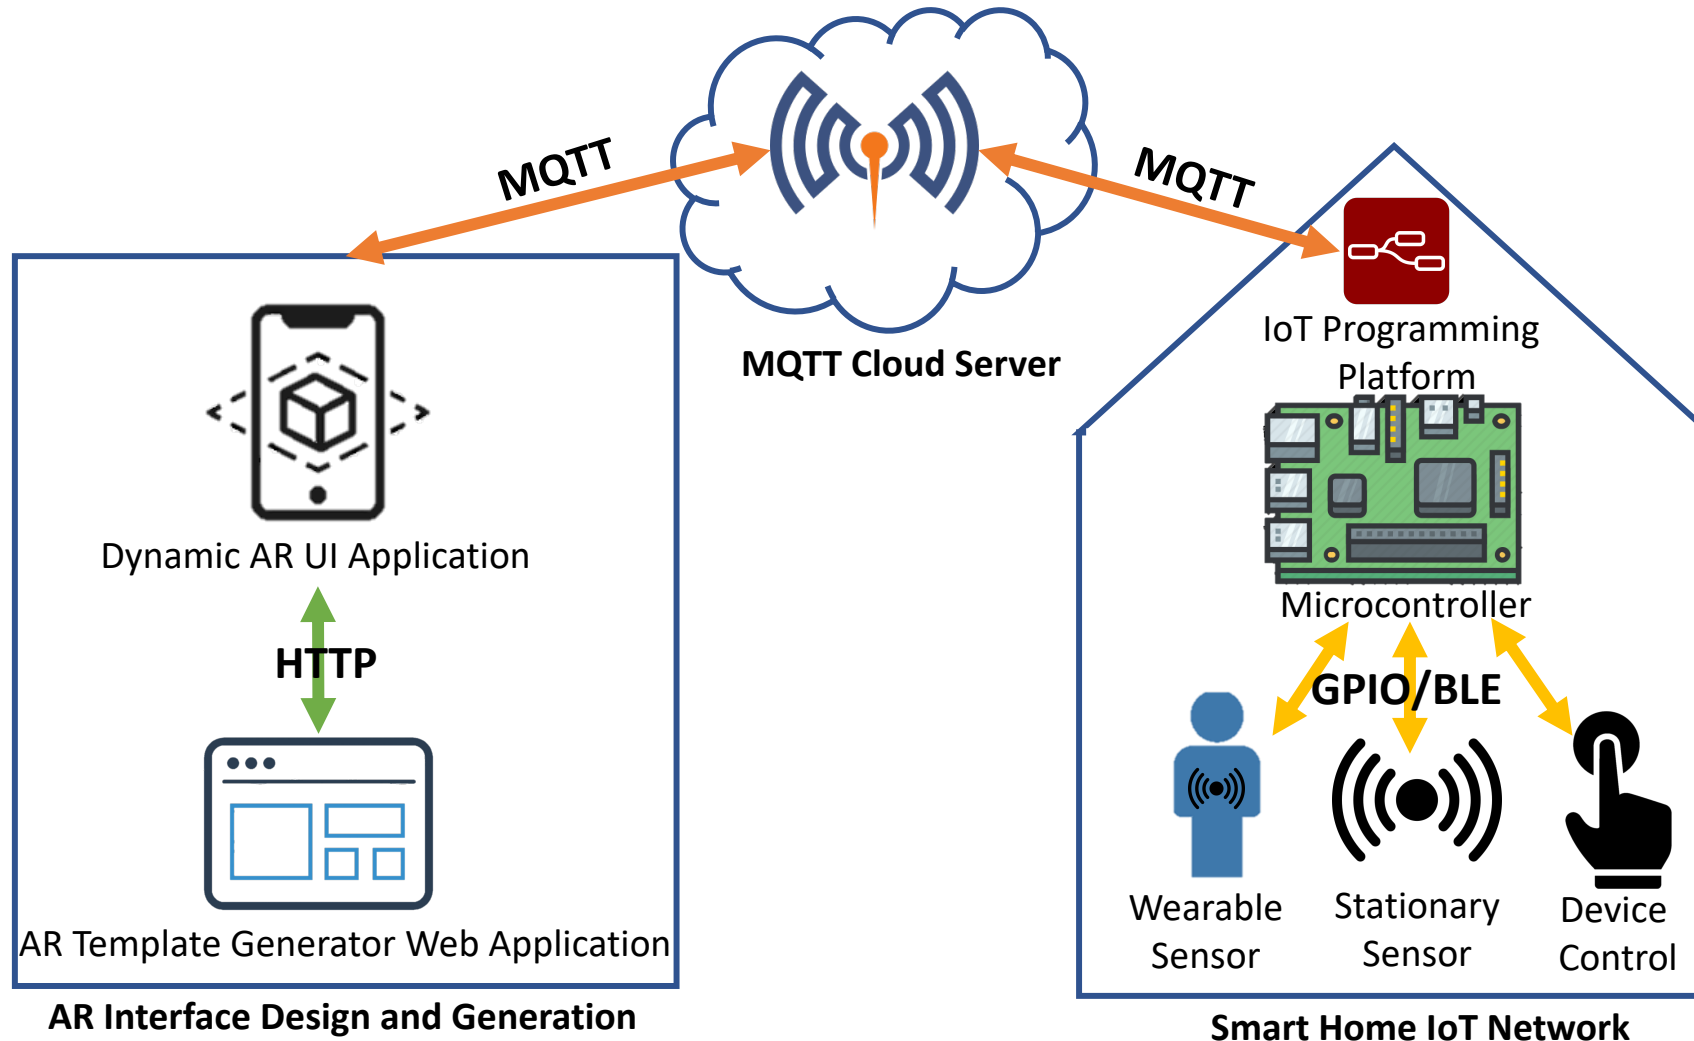 MQTT
MQTT
MQTT Cloud Server
Dynamic AR UI Application
HTTP
AR Template Generator Web Application
AR Interface Design and Generation
IoT Programming
Platform
Microcontroller
GPIO/BLE
Wearable
Sensor
Stationary
Sensor
Device
Control
Smart Home IoT Network